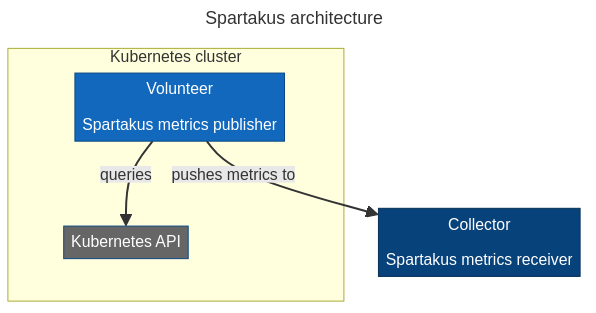 Spartakus architecture
Kubernetes cluster
Volunteer
Spartakus metrics publisher
queries
pushes metrics to
Kubernetes API
Collector
Spartakus metrics receiver